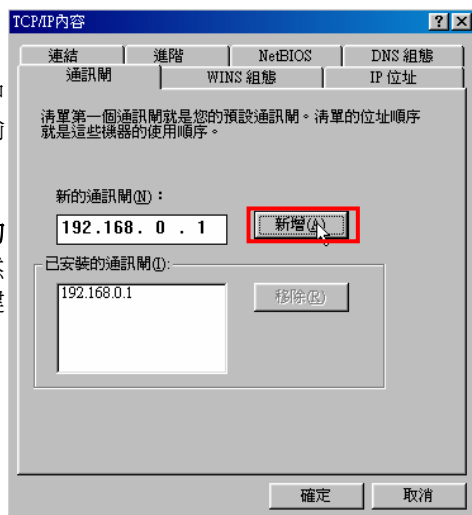 TCP/IP內容
連結 進階 NetBIOS DNS 組態
通訊閘 WINS 組態 IP 位址
清單第一個通訊閘就是您的預設通訊閘。清單的位址順序
就是這些機器的使用順序。
新的通訊閘(N)：
192.168. 0 . 1 新增(A)
已安裝的通訊閘(I):
192.168.0.1 移除(R)
確定 取消